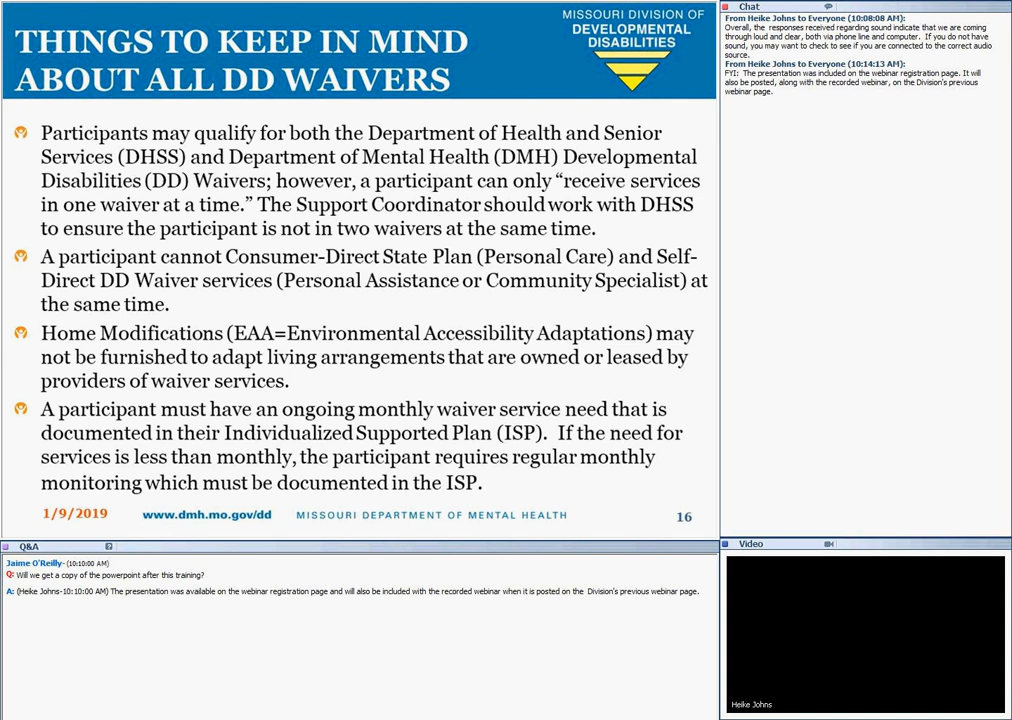 THINGS TO KEEP IN MIND
ABOUT ALL DD WAIVERS
MISSOURI DIVISION OF
DEVELOPMENTAL
DISABILITIES
Participants may qualify for both the Department of Health and Senior
Services (DHSS) and Department of Mental Health (DMH) Developmental
Disabilities (DD) Waivers; however, a participant can only “receive services
in one waiver at a time.” The Support Coordinator should work with DHSS
to ensure the participant is not in two waivers at the same time.
A participant cannot Consumer-Direct State Plan (Personal Care) and Self-
Direct DD Waiver services (Personal Assistance or Community Specialist) at
the same time.
Home Modifications (EAA=Environmental Accessibility Adaptations) may
not be furnished to adapt living arrangements that are owned or leased by
providers of waiver services.
A participant must have an ongoing monthly waiver service need that is
documented in their Individualized Supported Plan (ISP).  If the need for
services is less than monthly, the participant requires regular monthly
monitoring which must be documented in the ISP.
1/9/2019
www.dmh.mo.gov/dd
MISSOURI DEPARTMENT OF MENTAL HEALTH
16
Chat
From Heike Johns to Everyone (10:08:08 AM):
Overall, the  responses received regarding sound indicate that we are coming
through loud and clear, both via phone line and computer.  If you do not have
sound, you may want to check to see if you are connected to the correct audio
source.
From Heike Johns to Everyone (10:14:13 AM):
FYI:  The presentation was included on the webinar registration page. It will
also be posted, along with the recorded webinar, on the Division's previous
webinar page.
Q&A
Jaime O'Reilly- (10:10:00 AM)
Q: Will we get a copy of the powerpoint after this training?
A: (Heike Johns-10:10:00 AM) The presentation was available on the webinar registration page and will also be included with the recorded webinar when it is posted on the  Division's previous webinar page.
Video
Heike Johns